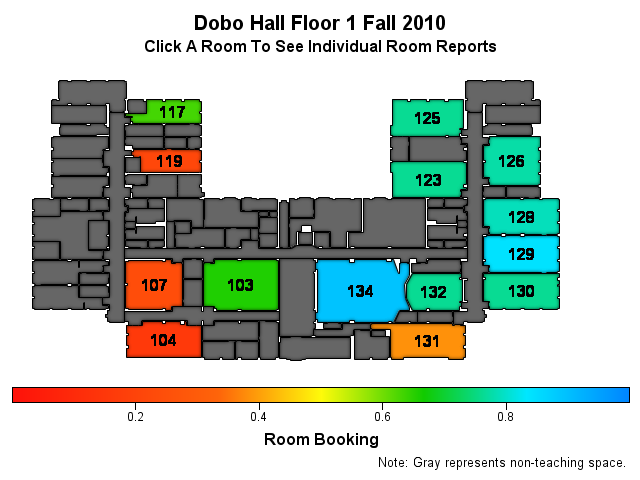 Dobo Hall Floor 1 Fall 2010
Click A Room To See Individual Room Reports
117
125
119
126
123
128
129
107
103
134
132
130
104
131
0.2 0.4 0.6 0.8
Room Booking
Note: Gray represents non-teaching space.